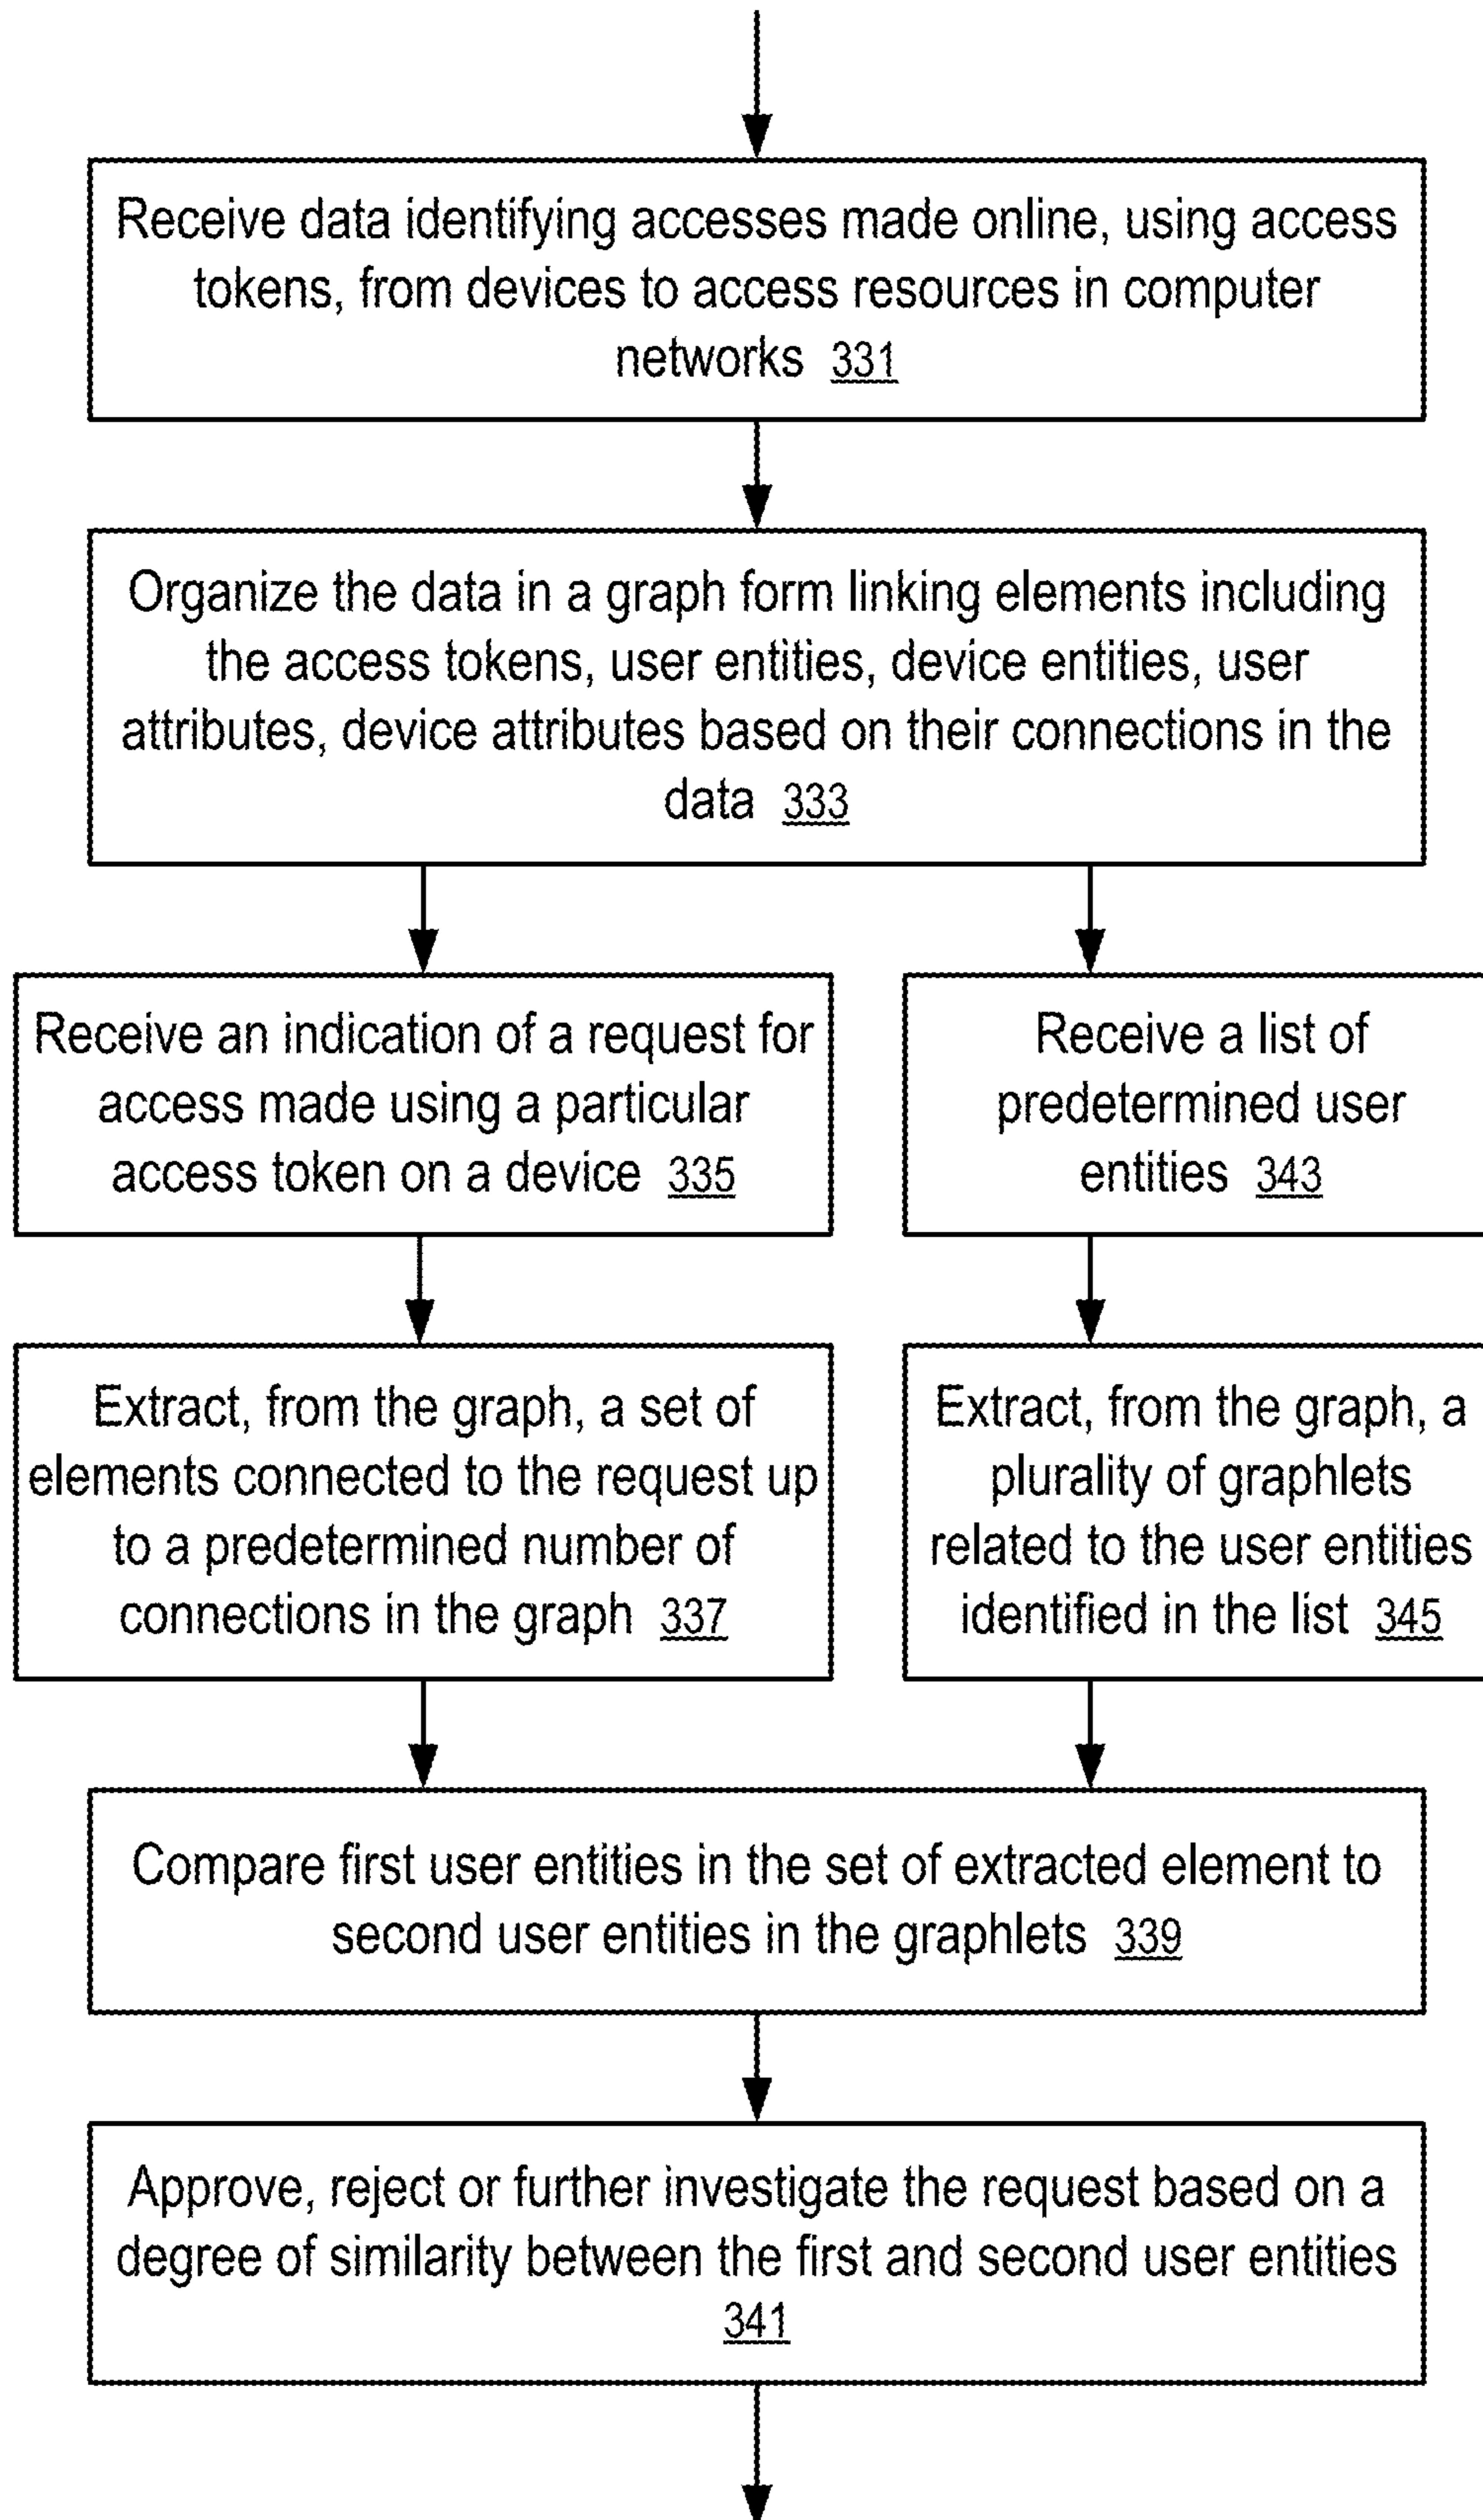 Receive data identifying accesses made online, using access
tokens, from devices to access resources in computer
networks 331
Organize the data in a graph form linking elements including
the access tokens, user entities, device entities, user
attributes, device attributes based on their connections in the
data 333
Receive an indication of a request for
access made using a particular
access token on a device 335
Receive a list of
predetermined user
entities 343
Extract, from the graph, a set of
elements connected to the request up
to a predetermined number of
connections in the graph 337
Extract, from the graph, a
plurality of graphlets
related to the user entities
identified in the list 345
Compare first user entities in the set of extracted element to
second user entities in the graphlets 339
Approve, reject or further investigate the request based on a
degree of similarity between the first and second user entities
341